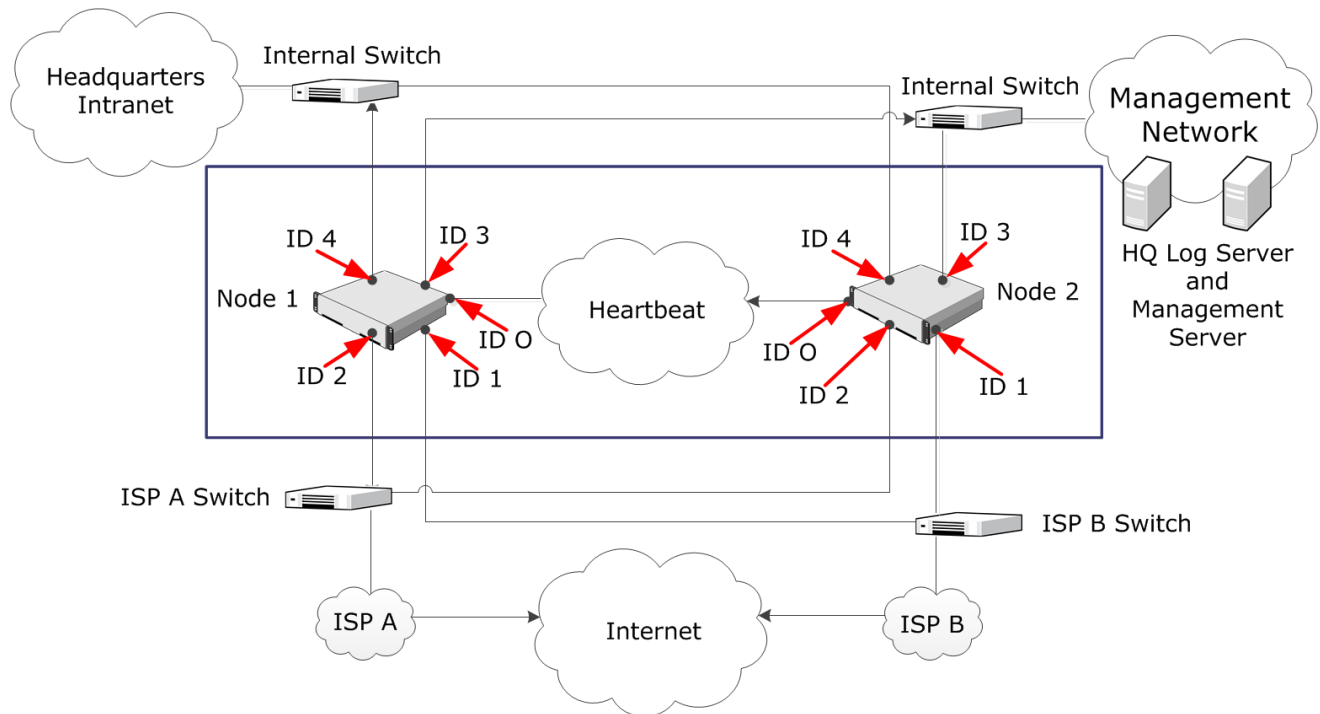 Internal Switch
Headquarters
Intranet
Internal Switch
Management
Network
ID 4
ID 3
Node 1
ID O
ID 2
ID 1
Heartbeat
ID 4
ID 3
Node 2
ID O
ID 2
ID 1
HQ Log Server
and
Management
Server
ISP A Switch
ISP B Switch
ISP A
Internet
ISP B